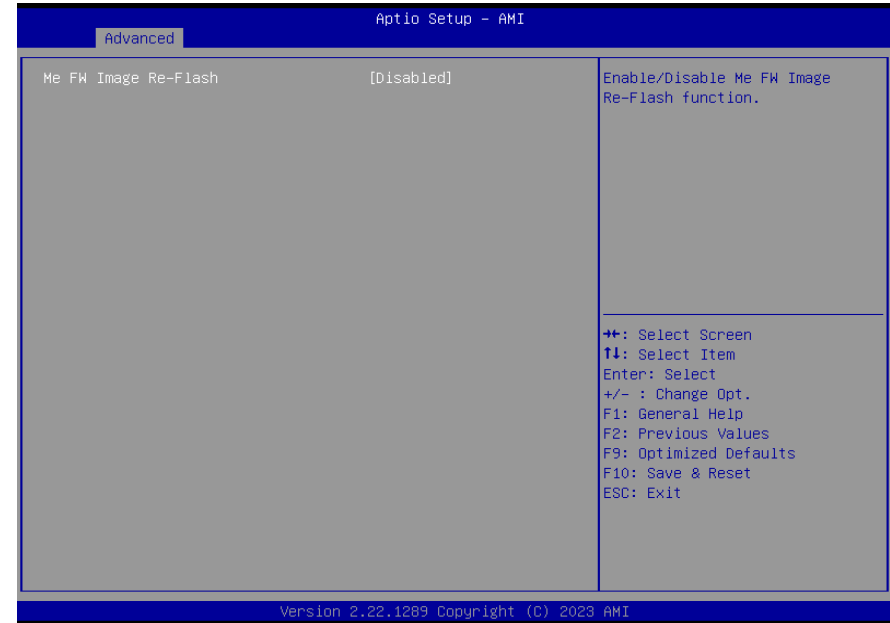 Aptio Setup - AMI
Advanced
Me FW Image Re-Flash [Disabled]
Enable/Disable Me FW Image
Re-Flash function.
→←: Select Screen
↑↓: Select Item
Enter: Select
+/- : Change Opt.
F1: General Help
F2: Previous Values
F9: Optimized Defaults
F10: Save & Reset
ESC: Exit
Version 2.22.1289 Copyright (C) 2023 AMI